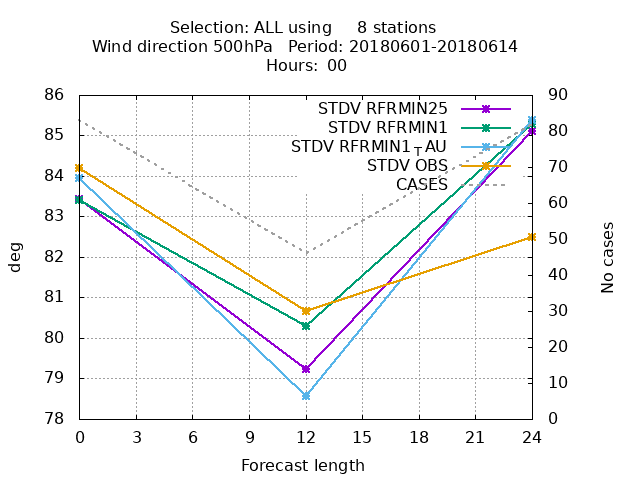 Selection: ALL using     8 stations
Wind direction 500hPa   Period: 20180601-20180614
Hours: 00
86 90
STDV RFRMIN25
STDV RFRMIN1
STDV RFRMIN1TAU
STDV OBS
CASES
85 80
84 70
83 60
82 50
81 40
80 30
79 20
78 10
0
deg
No cases
0 3 6 9 12 15 18 21 24
Forecast length